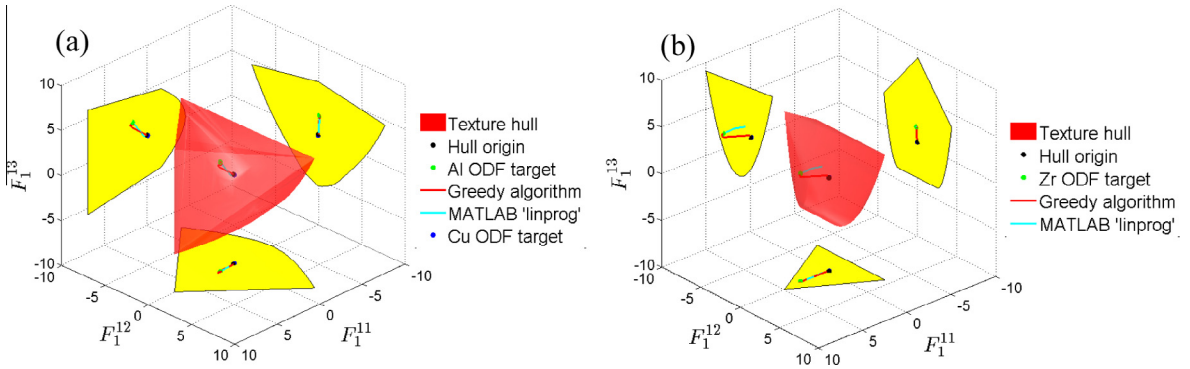 (a)
10
5
0
-5
-10
F_1^{13}
-10
-5
0
5
10
F_1^{12}
10
5
0
-5
-10
F_1^{11}
Texture hull
Hull origin
Al ODF target
Greedy algorithm
MATLAB 'linprog'
Cu ODF target
(b)
10
5
0
-5
-10
F_1^{13}
-10
-5
0
5
10
F_1^{12}
10
5
0
-5
-10
F_1^{11}
Texture hull
Hull origin
Zr ODF target
Greedy algorithm
MATLAB 'linprog'